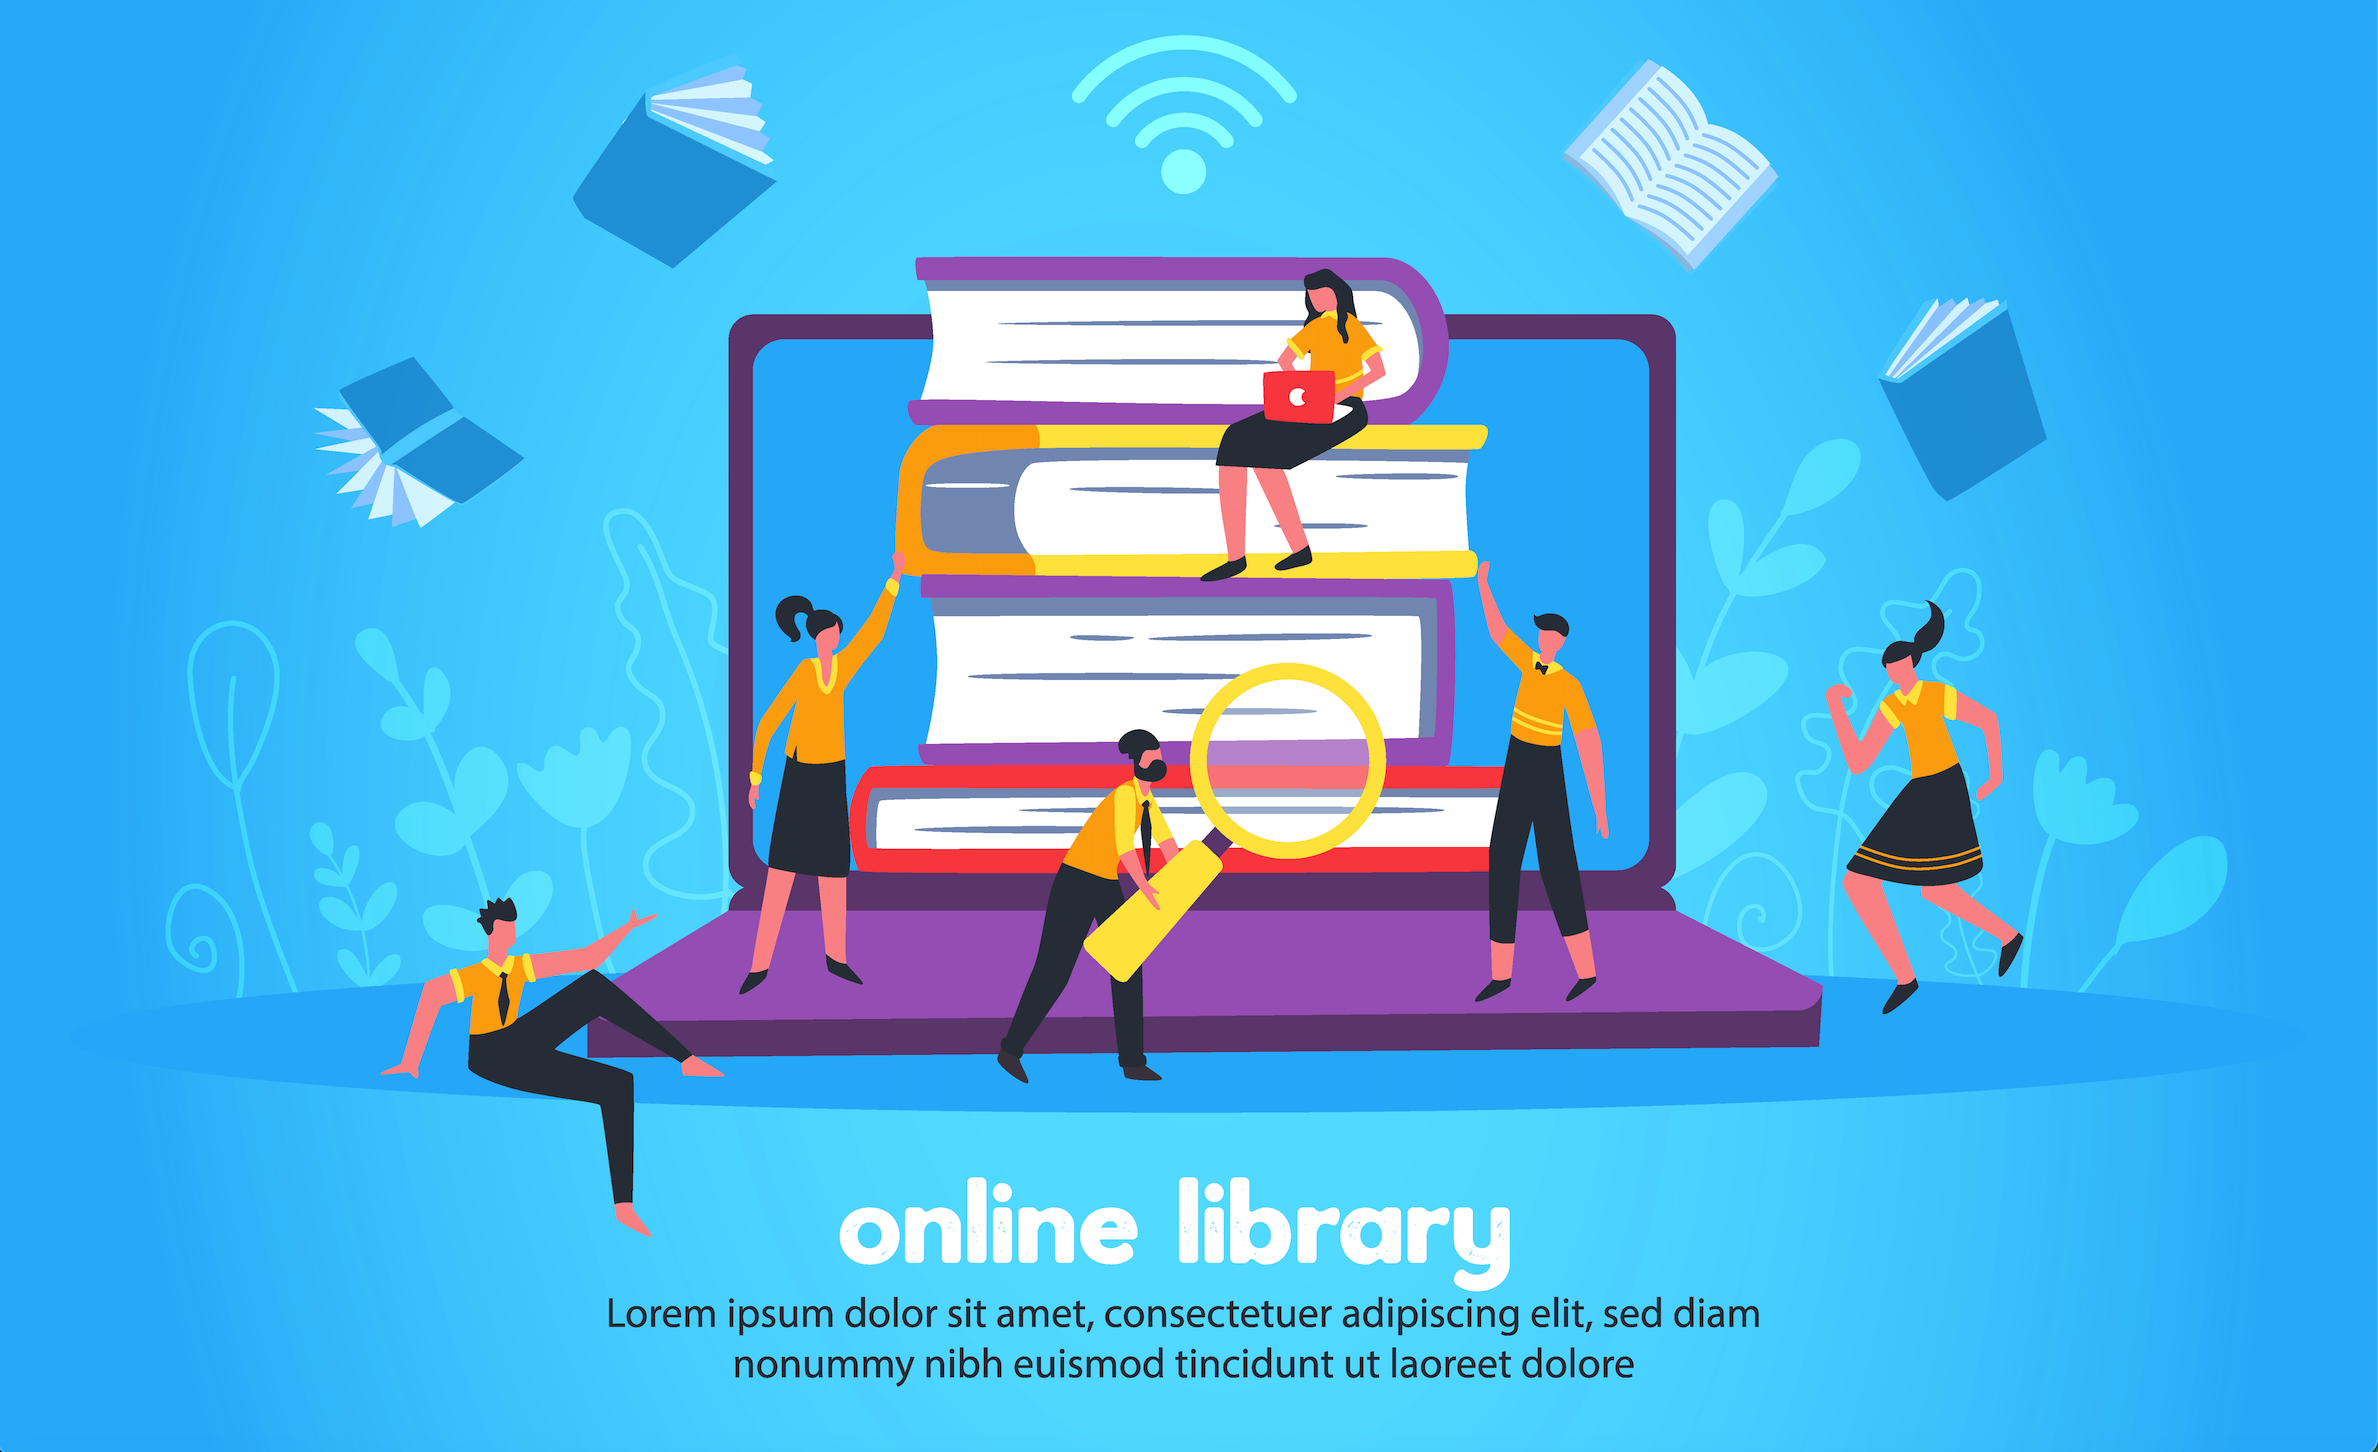 online library
Lorem ipsum dolor sit amet, consectetuer adipiscing elit, sed diam
nonummy nibh euismod tincidunt ut laoreet dolore